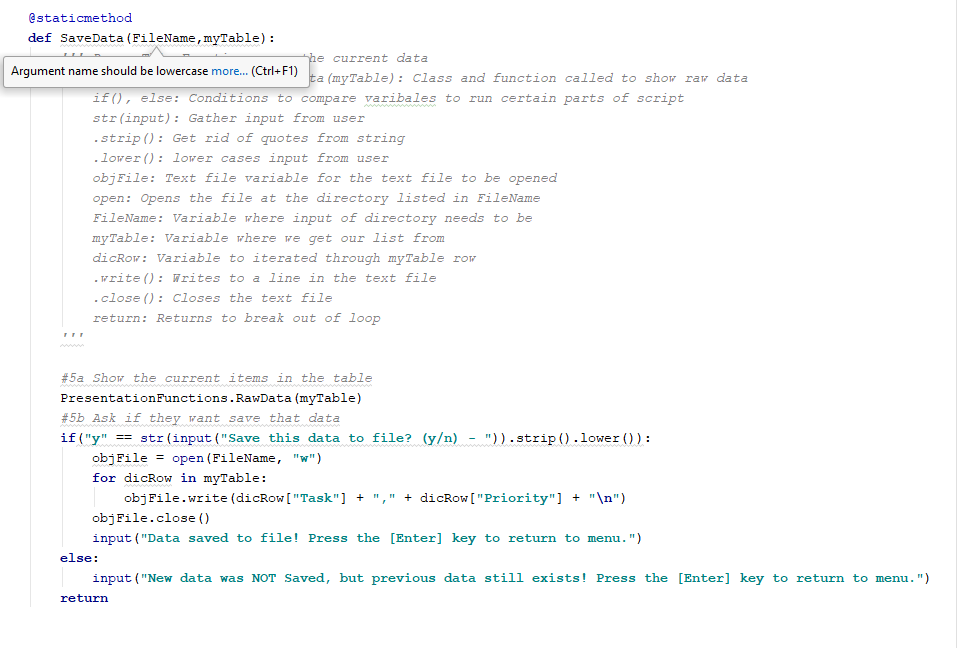 @staticmethod
def SaveData(FileName,myTable):
the current data
Argument name should be lowercase more... (Ctrl+F1)
ta(myTable): Class and function called to show raw data
if(), else: Conditions to compare varibales to run certain parts of script
str(input): Gather input from user
.strip(): Get rid of quotes from string
.lower(): lower cases input from user
objFile: Text file variable for the text file to be opened
open: Opens the file at the directory listed in FileName
FileName: Variable where input of directory needs to be
myTable: Variable where we get our list from
dicRow: Variable to iterated through myTable row
.write(): Writes to a line in the text file
.close(): Closes the text file
return: Returns to break out of loop
'''
#5a Show the current items in the table
PresentationFunctions.RawData(myTable)
#5b Ask if they want save that data
if("y" == str(input("Save this data to file? (y/n) - ")).strip().lower()):
objFile = open(FileName, "w")
for dicRow in myTable:
objFile.write(dicRow["Task"] + "," + dicRow["Priority"] + "\n")
objFile.close()
input("Data saved to file! Press the [Enter] key to return to menu.")
else:
input("New data was NOT Saved, but previous data still exists! Press the [Enter] key to return to menu.")
return